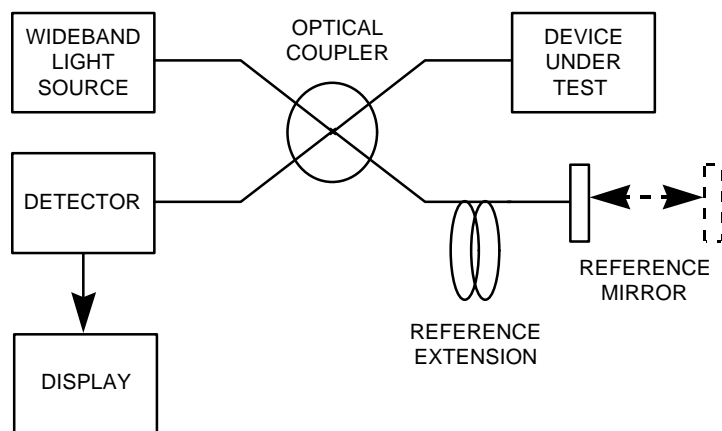 WIDEBAND
LIGHT
SOURCE
OPTICAL
COUPLER
DEVICE
UNDER
TEST
DETECTOR
REFERENCE
MIRROR
REFERENCE
EXTENSION
DISPLAY